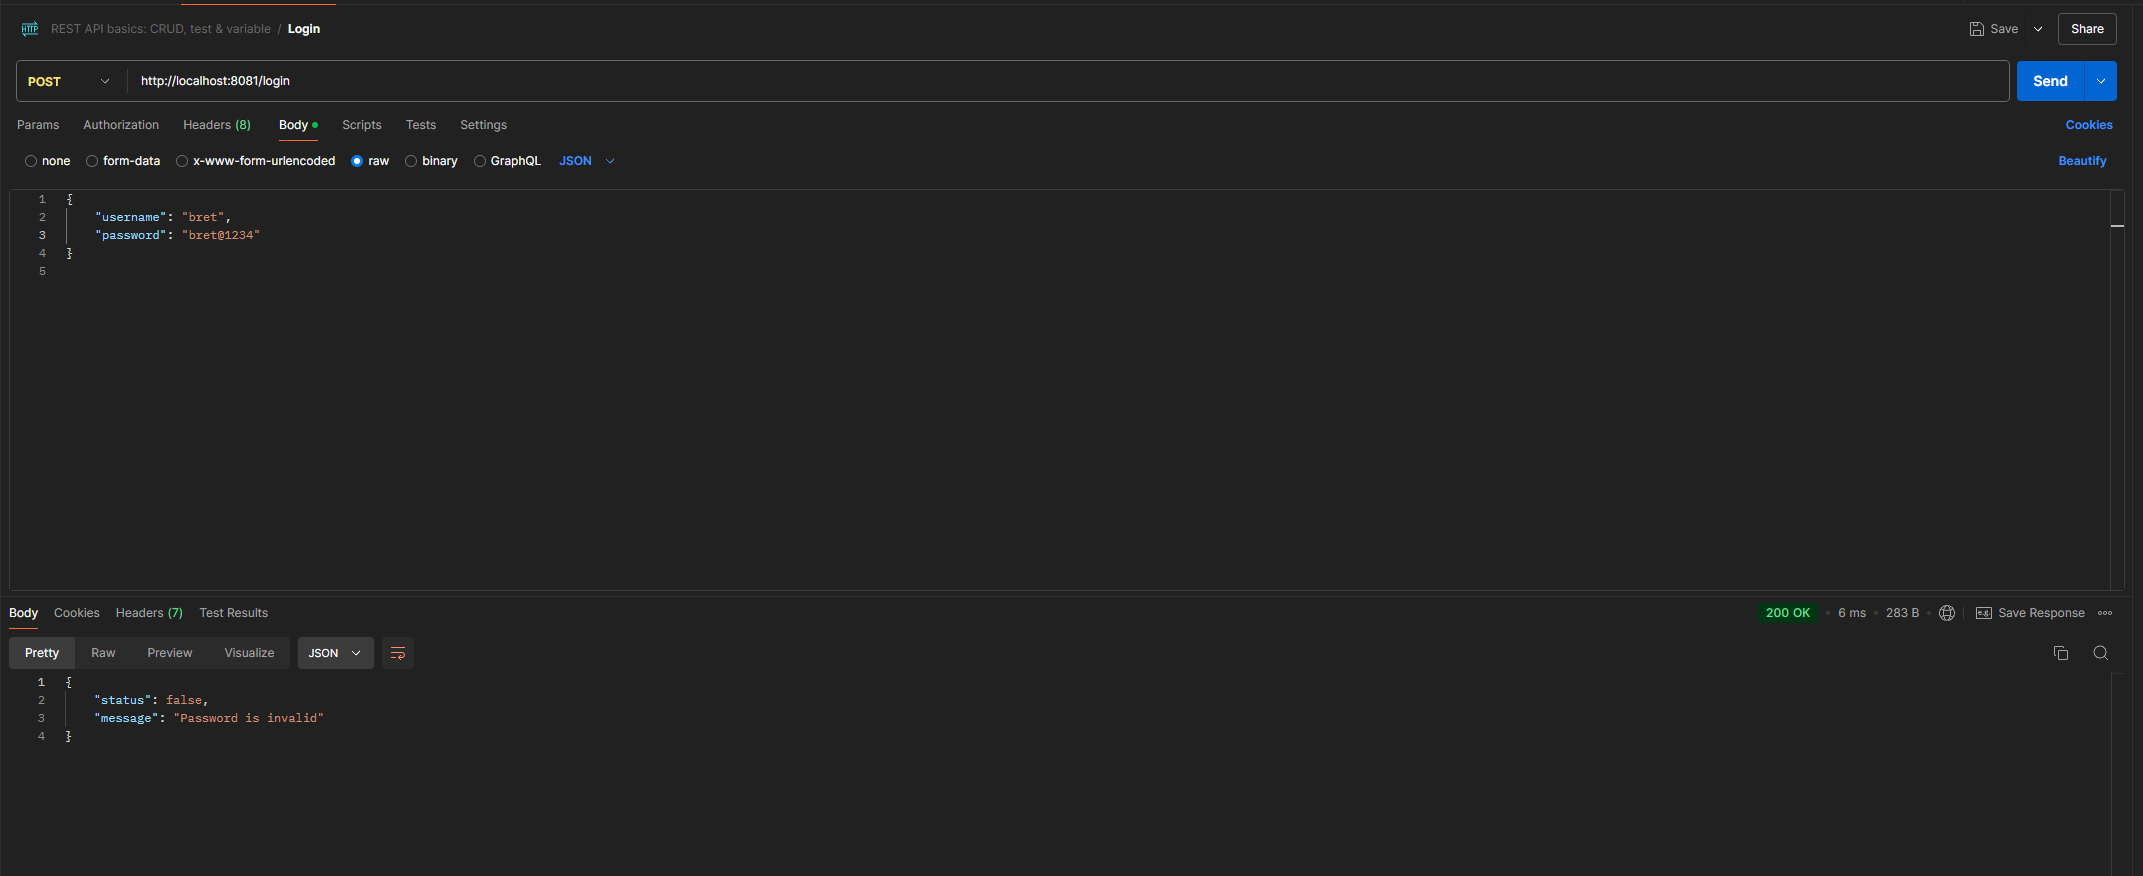 HTTP REST API basics: CRUD, test & variable / Login Save Share
POST http://localhost:8081/login Send
Params Authorization Headers (8) Body Scripts Tests Settings Cookies
none form-data x-www-form-urlencoded raw binary GraphQL JSON Beautify
1 {
2 "username": "bret",
3 "password": "bret@1234"
4 }
5
Body Cookies Headers (7) Test Results 200 OK • 6 ms • 283 B • e.g. Save Response
Pretty Raw Preview Visualize JSON
1 {
2 "status": false,
3 "message": "Password is invalid"
4 }